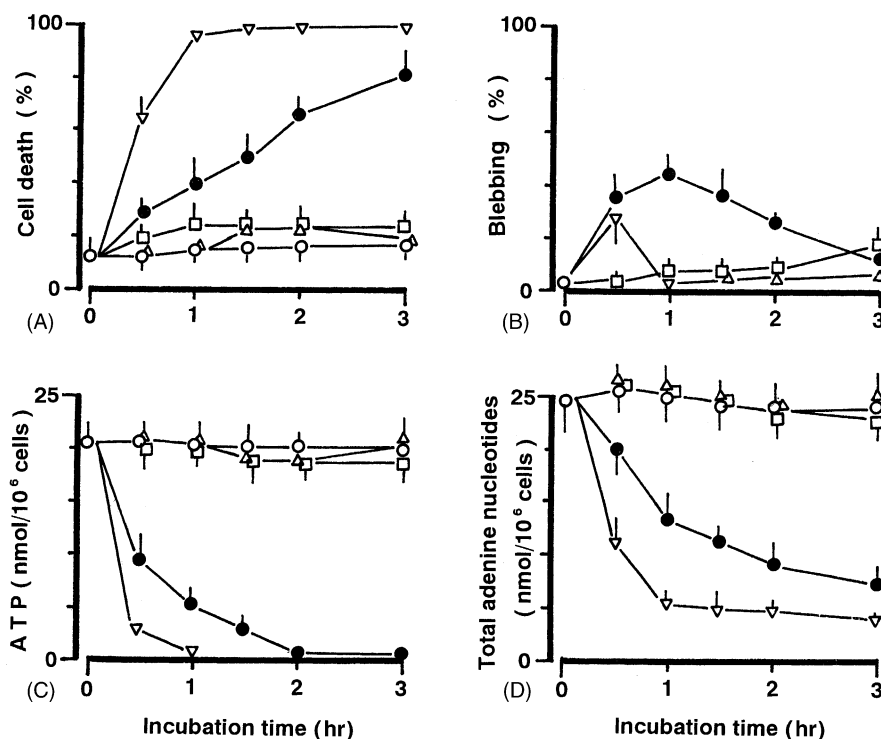 100
Cell death (%)
0
0 1 2 3
(A)
100
Blebbing (%)
0
0 1 2 3
(B)
25
ATP (nmol/10⁶ cells)
0
0 1 2 3
(C)
Incubation time (hr)
25
Total adenine nucleotides
(nmol/10⁶ cells)
0
0 1 2 3
(D)
Incubation time (hr)